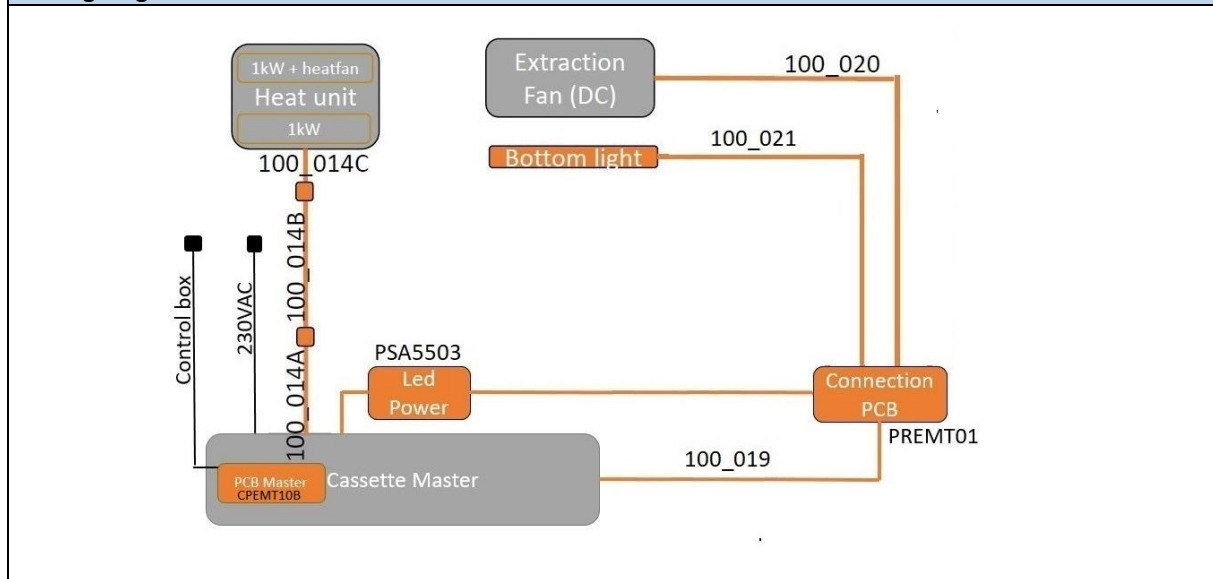 1kW + heatfan
Heat unit
1kW
100_014C
Extraction
Fan (DC)
100_020
Bottom light
100_021
Control box
230VAC
100_014B
100_014A
PSA5503
Led
Power
Connection
PCB
PREMT01
PCB Master
CPEMT10B
Cassette Master
100_019